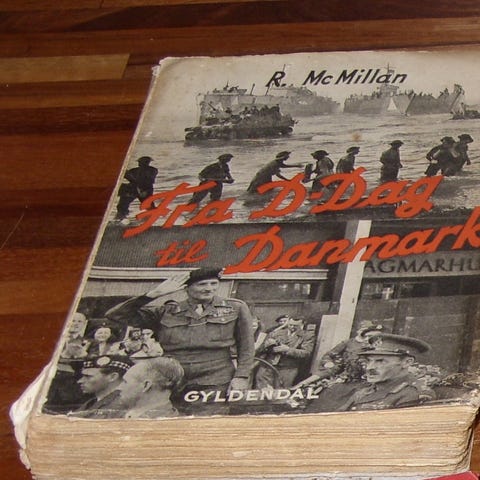 R. McMillan
Fra D-Dag
til Danmark
AGMARHU
GYLDENDAL